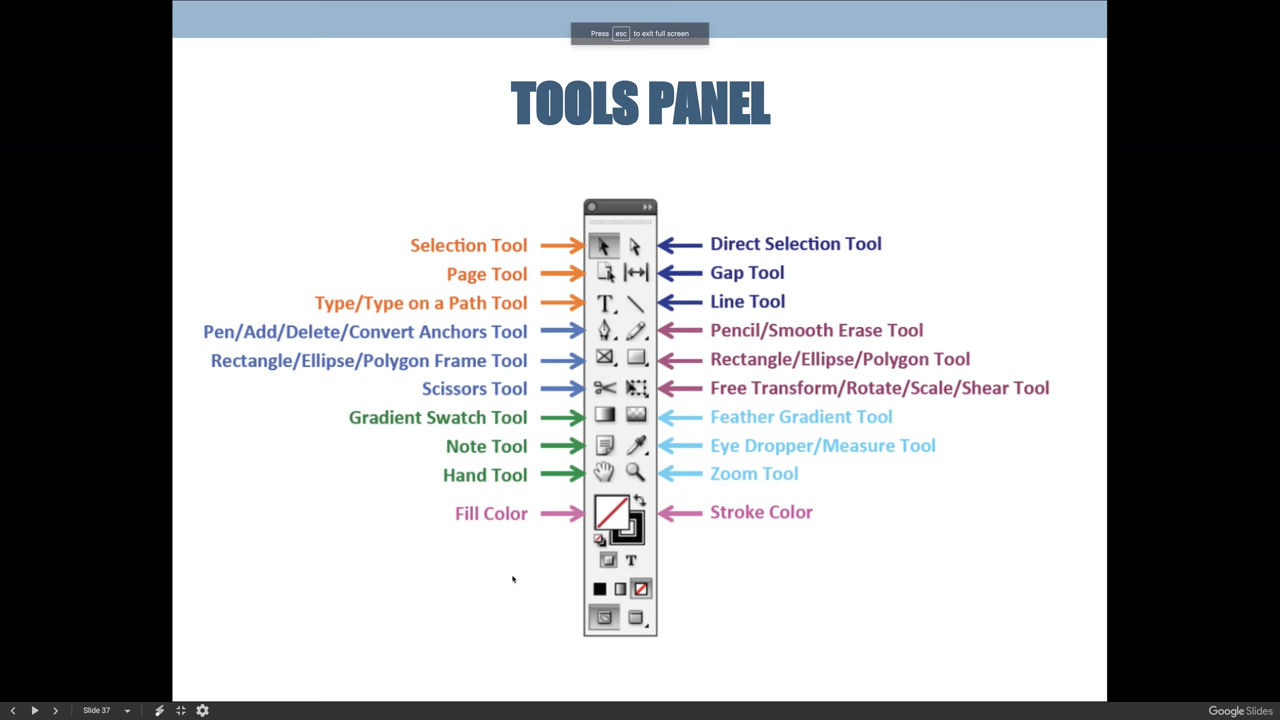 Press esc to exit full screen
TOOLS PANEL
Selection Tool
Direct Selection Tool
Page Tool
Gap Tool
Type/Type on a Path Tool
Line Tool
Pen/Add/Delete/Convert Anchors Tool
Pencil/Smooth Erase Tool
Rectangle/Ellipse/Polygon Frame Tool
Rectangle/Ellipse/Polygon Tool
Scissors Tool
Free Transform/Rotate/Scale/Shear Tool
Gradient Swatch Tool
Feather Gradient Tool
Note Tool
Eye Dropper/Measure Tool
Hand Tool
Zoom Tool
Fill Color
Stroke Color
Slide 37
Google Slides